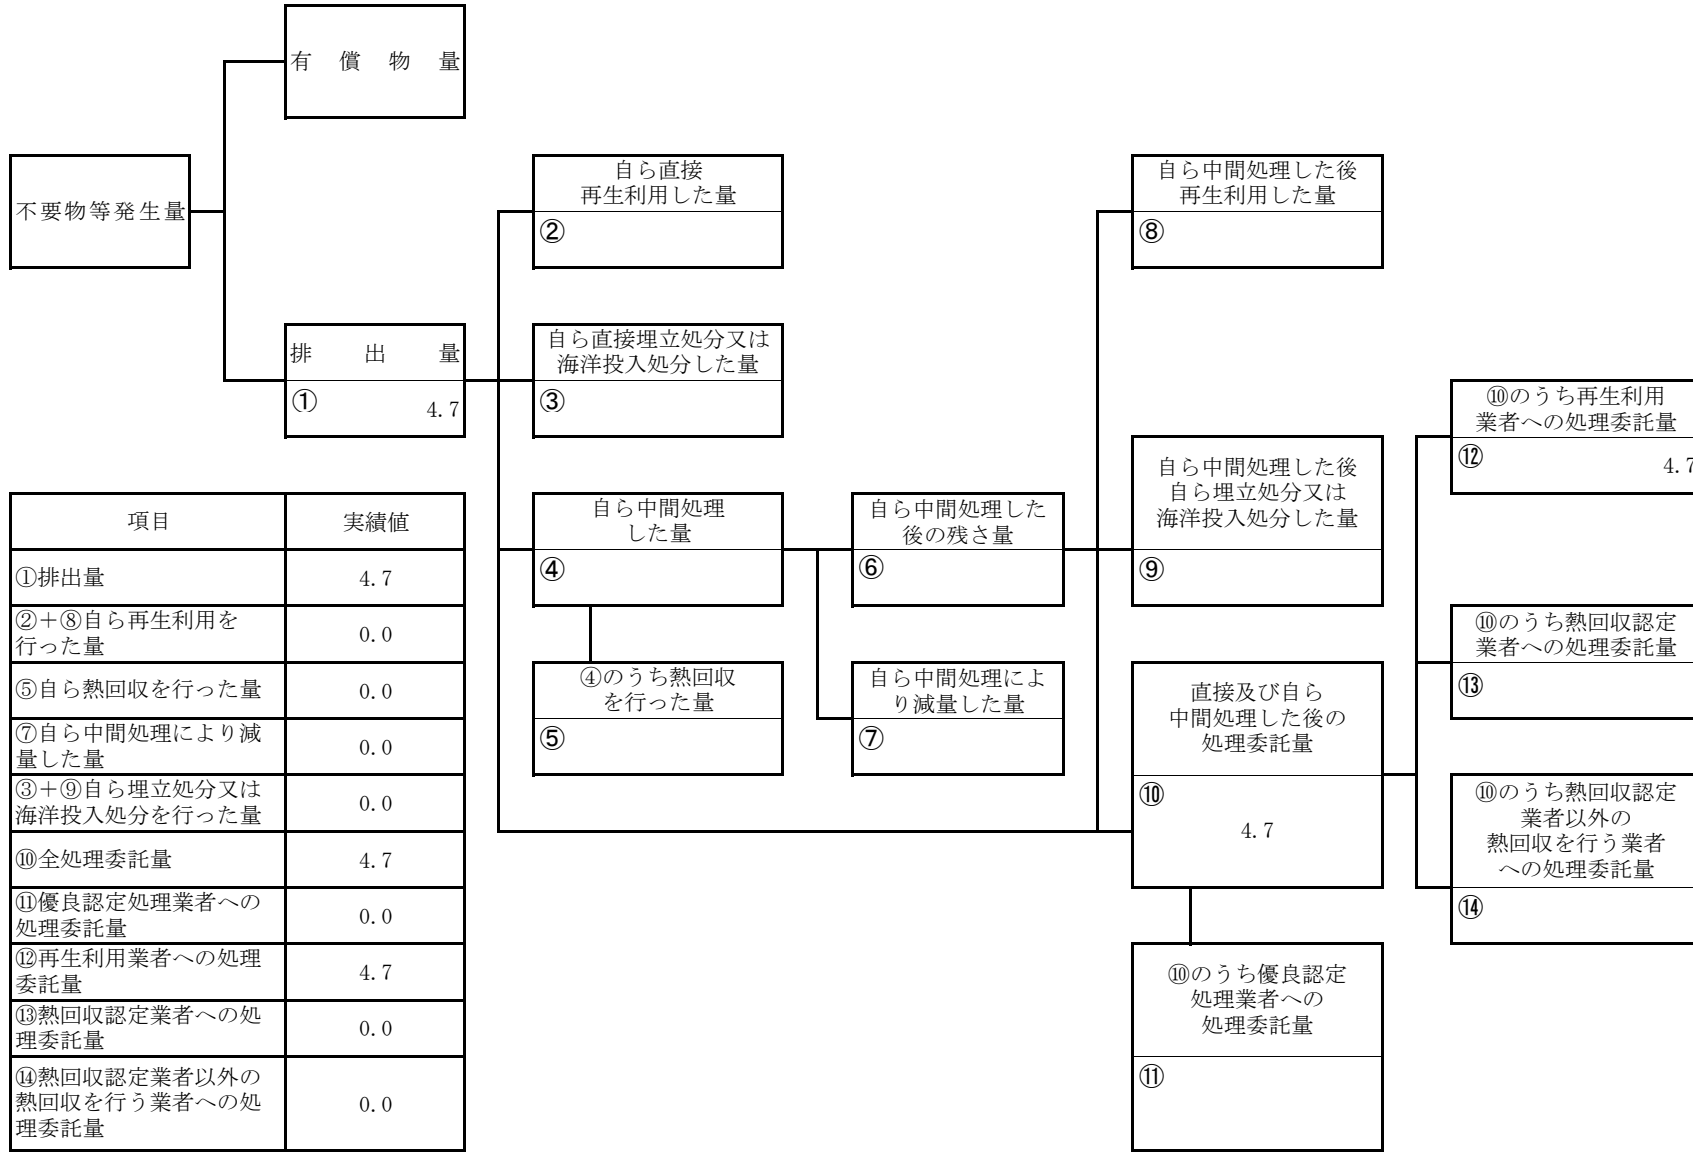 有償物量
不要物等発生量
自ら直接
再生利用した量
②
自ら中間処理した後
再生利用した量
⑧
排出量
① 4.7
自ら直接埋立処分又は
海洋投入処分した量
③
⑩のうち再生利用
業者への処理委託量
⑫ 4.7
自ら中間処理
した量
④
自ら中間処理した
後の残さ量
⑥
自ら中間処理した後
自ら埋立処分又は
海洋投入処分した量
⑨
⑩のうち熱回収認定
業者への処理委託量
⑬
④のうち熱回収
を行った量
⑤
自ら中間処理によ
り減量した量
⑦
直接及び自ら
中間処理した後の
処理委託量
⑩
4.7
⑩のうち熱回収認定
業者以外の
熱回収を行う業者
への処理委託量
⑭
⑩のうち優良認定
処理業者への
処理委託量
⑪
項目 実績値
①排出量 4.7
②＋⑧自ら再生利用を
行った量 0.0
⑤自ら熱回収を行った量 0.0
⑦自ら中間処理により減
量した量 0.0
③＋⑨自ら埋立処分又は
海洋投入処分を行った量 0.0
⑩全処理委託量 4.7
⑪優良認定処理業者への
処理委託量 0.0
⑫再生利用業者への処理
委託量 4.7
⑬熱回収認定業者への処
理委託量 0.0
⑭熱回収認定業者以外の
熱回収を行う業者への処
理委託量 0.0